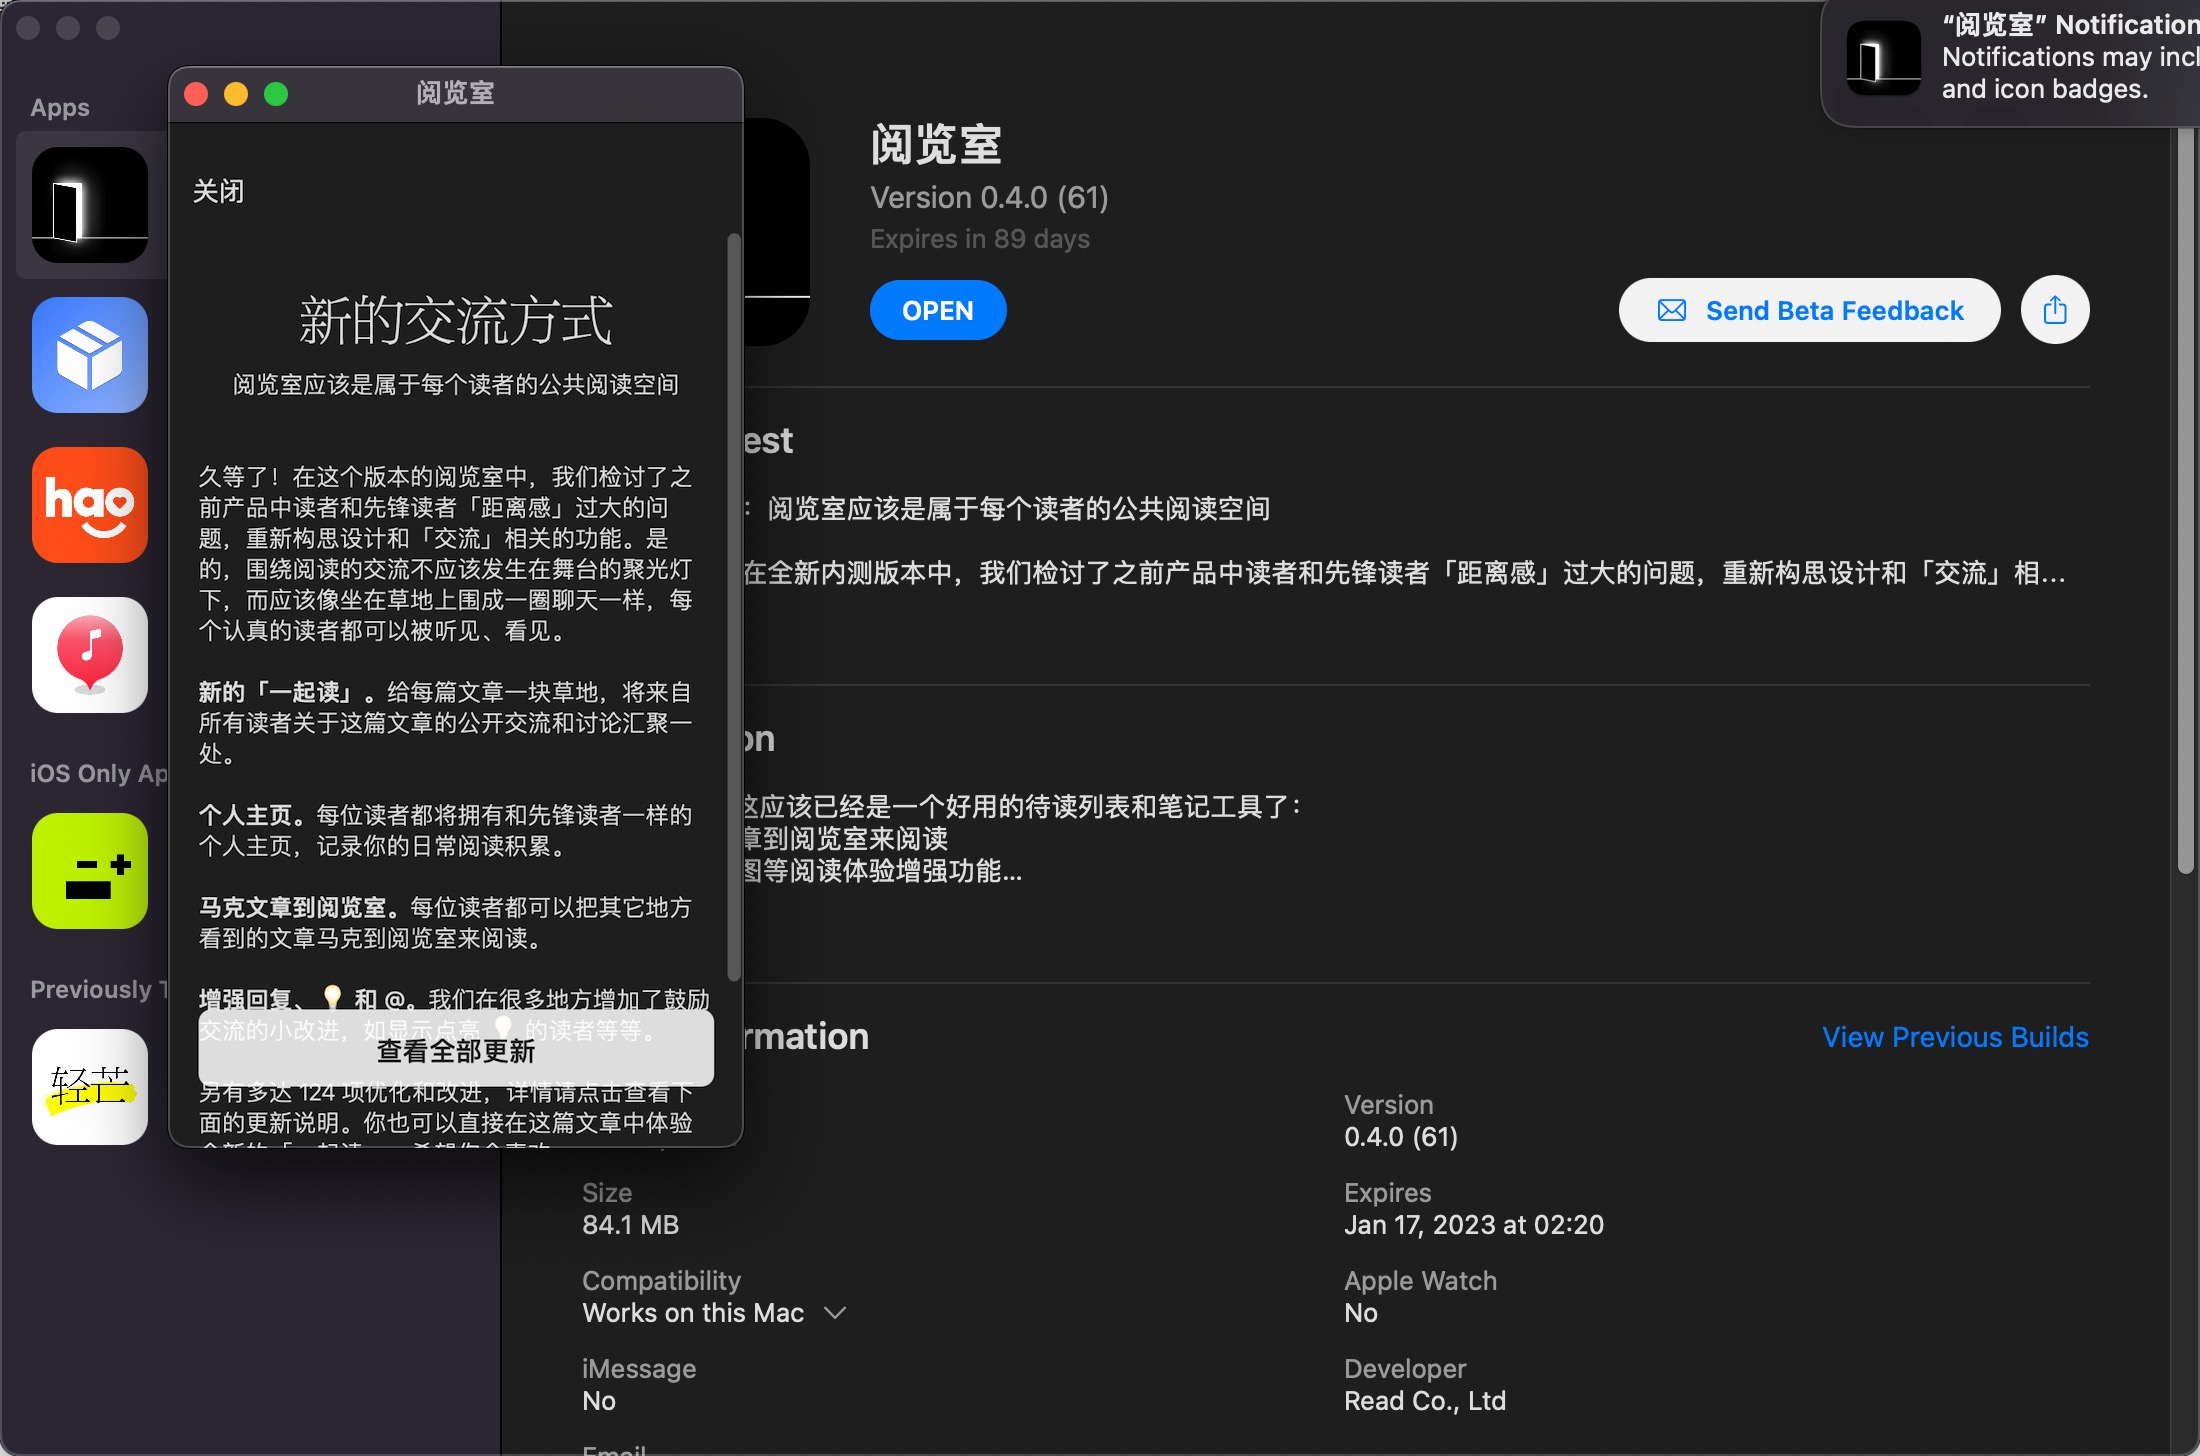 Apps
iOS Only Ap
Previously T
hao
轻芒
阅览室
关闭
新的交流方式
阅览室应该是属于每个读者的公共阅读空间
久等了！在这个版本的阅览室中，我们检讨了之
前产品中读者和先锋读者「距离感」过大的问
题，重新构思设计和「交流」相关的功能。是
的，围绕阅读的交流不应该发生在舞台的聚光灯
下，而应该像坐在草地上围成一圈聊天一样，每
个认真的读者都可以被听见、看见。
新的「一起读」。给每篇文章一块草地，将来自
所有读者关于这篇文章的公开交流和讨论汇聚一
处。
个人主页。每位读者都将拥有和先锋读者一样的
个人主页，记录你的日常阅读积累。
马克文章到阅览室。每位读者都可以把其它地方
看到的文章马克到阅览室来阅读。
增强回复、💡 和 @。我们在很多地方增加了鼓励
交流的小改进，如显示点亮 💡 的读者等等。
查看全部更新
另有多达 124 项优化和改进，详情请点击查看下
面的更新说明。你也可以直接在这篇文章中体验
阅览室
Version 0.4.0 (61)
Expires in 89 days
OPEN
Send Beta Feedback
“阅览室” Notification
Notifications may incl
and icon badges.
est
：阅览室应该是属于每个读者的公共阅读空间
在全新内测版本中，我们检讨了之前产品中读者和先锋读者「距离感」过大的问题，重新构思设计和「交流」相...
on
这应该已经是一个好用的待读列表和笔记工具了：
章到阅览室来阅读
图等阅读体验增强功能...
rmation
View Previous Builds
Version
0.4.0 (61)
Size
84.1 MB
Expires
Jan 17, 2023 at 02:20
Compatibility
Works on this Mac
Apple Watch
No
iMessage
No
Developer
Read Co., Ltd
Email